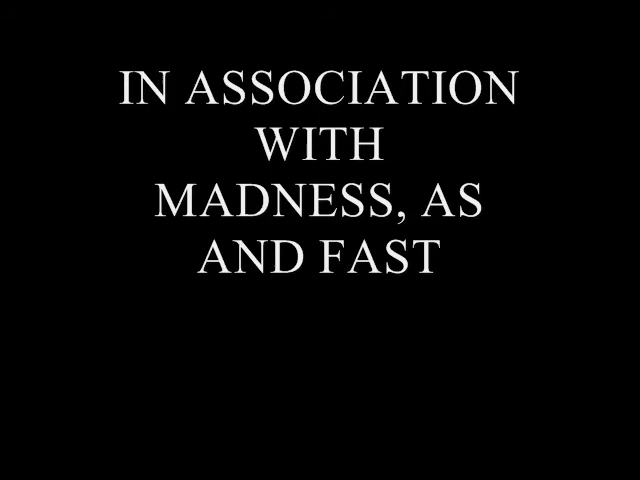 IN ASSOCIATION
WITH
MADNESS, AS
AND FAST